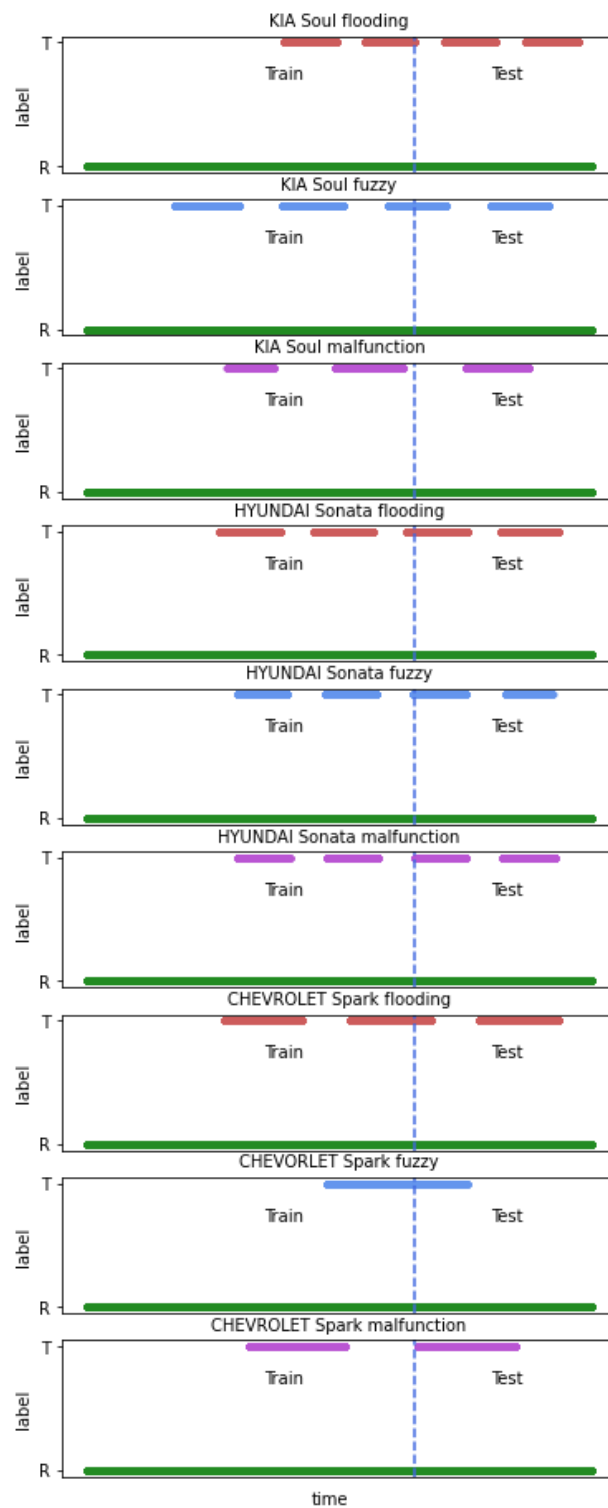 KIA Soul flooding
T
Train Test
label
R
KIA Soul fuzzy
T
Train Test
label
R
KIA Soul malfunction
T
Train Test
label
R
HYUNDAI Sonata flooding
T
Train Test
label
R
HYUNDAI Sonata fuzzy
T
Train Test
label
R
HYUNDAI Sonata malfunction
T
Train Test
label
R
CHEVROLET Spark flooding
T
Train Test
label
R
CHEVORLET Spark fuzzy
T
Train Test
label
R
CHEVROLET Spark malfunction
T
Train Test
label
R
time